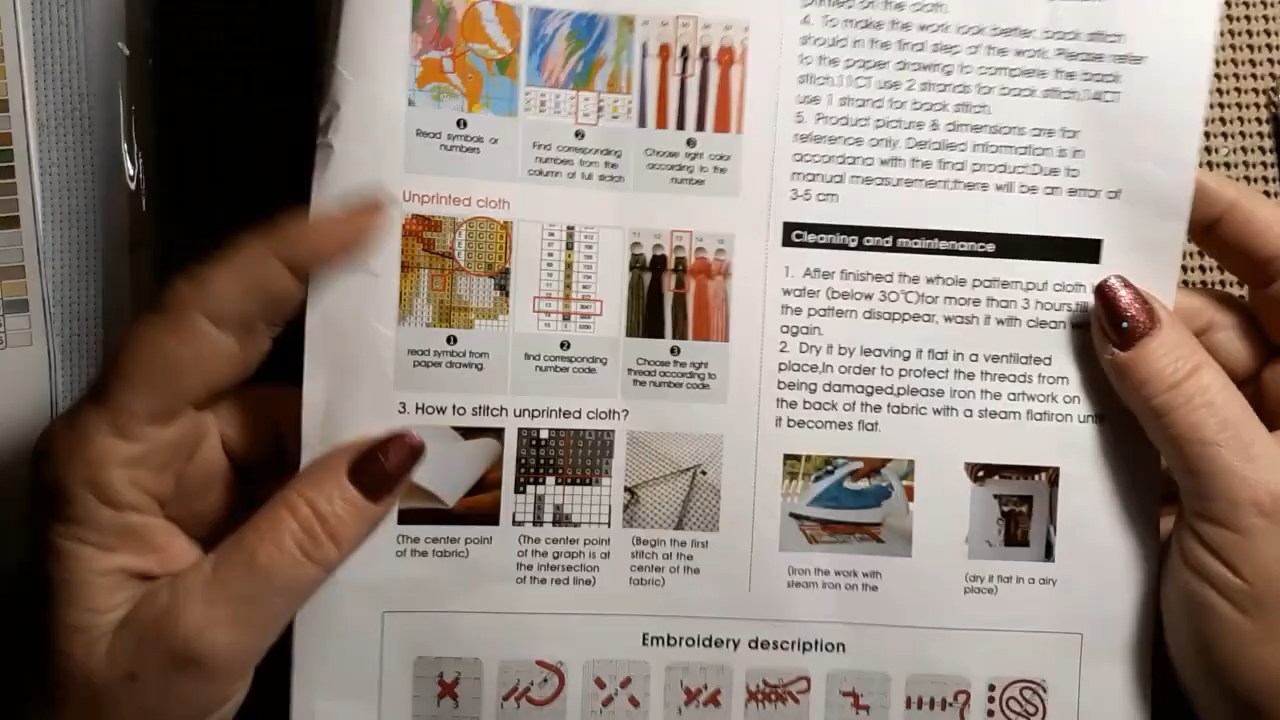 Read symbols or
numbers
Find corresponding
numbers from the
column of full stitch
Choose right color
according to the
number
Unprinted cloth
read symbol from
paper drawing.
find corresponding
number code.
Choose the right
thread according to
the number code.
3. How to stitch unprinted cloth?
(The center point
of the fabric)
(The center point
of the graph is at
the intersection
of the red line)
(Begin the first
stitch at the
center of the
fabric)
4. To make the work look better, back stitch
should in the final step of the work. Please refer
to the paper drawing to complete the back
stitch.11CT use 2 strands for back stitch,14CT
use 1 strand for back stitch.
5. Product picture & dimensions are for
reference only. Detailed information is in
accordang with the final product.Due to
manual measurement,there will be an error of
3-5 cm
Cleaning and maintenance
1. After finished the whole pattern,put cloth
water (below 30℃)for more than 3 hours,till
the pattern disappear, wash it with clean
again.
2. Dry it by leaving it flat in a ventilated
place,In order to protect the threads from
being damaged,please iron the artwork on
the back of the fabric with a steam flatiron
it becomes flat.
(Iron the work with
steam iron on the
(dry it flat in a airy
place)
Embroidery description